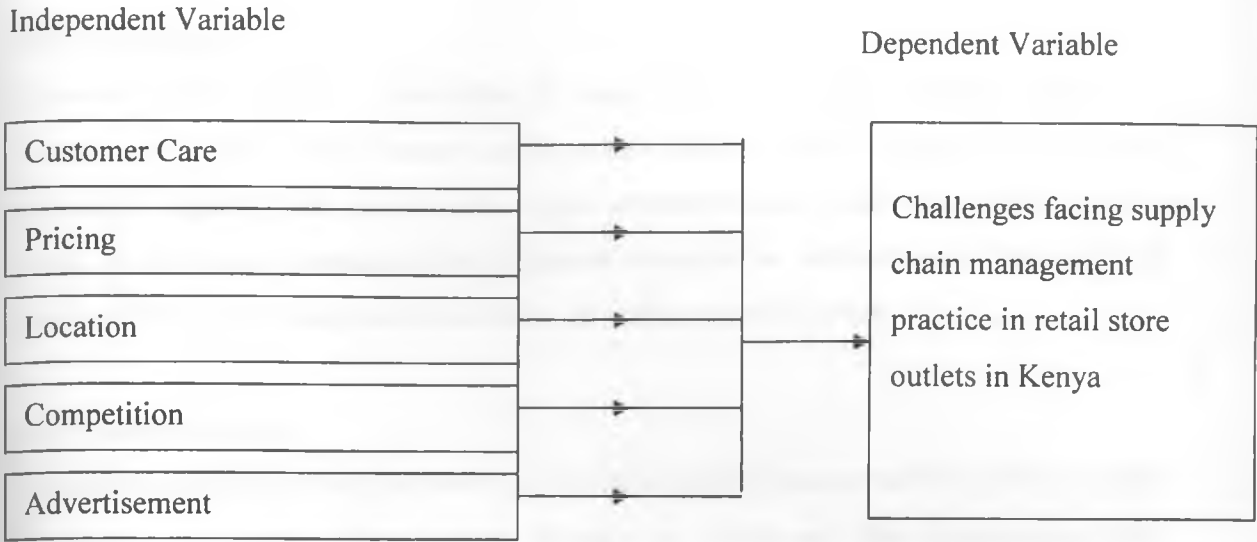 Independent Variable
Dependent Variable
Customer Care
Pricing
Location
Competition
Advertisement
Challenges facing supply
chain management
practice in retail store
outlets in Kenya